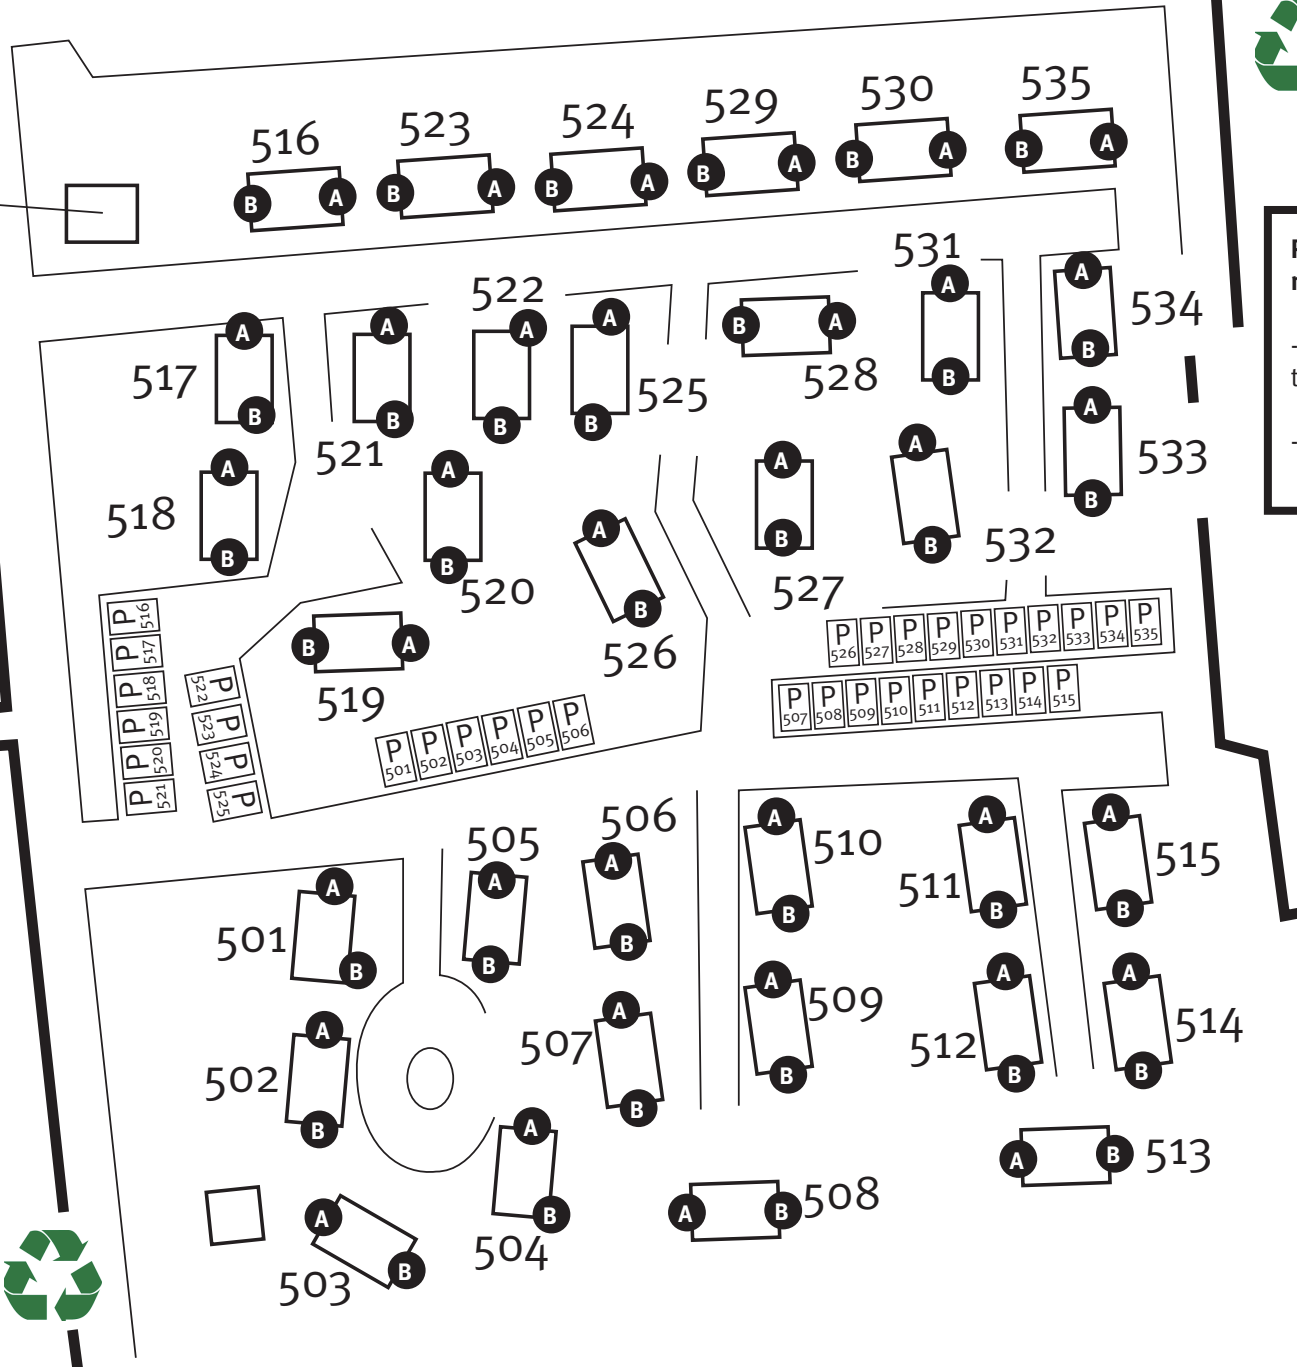 516
B A
523
B A
524
B A
529
B A
530
B A
535
B A
517
A
B
521
A
B
522
A
B
525
A
B
528
B A
531
A
B
534
A
B
518
A
B
520
A
B
526
A
B
527
A
B
532
A
B
533
A
B
519
B A
P 516
P 517
P 518
P 519
P 520
P 521
P 522
P 523
P 524
P 525
P 501
P 502
P 503
P 504
P 505
P 506
P 526
P 527
P 528
P 529
P 530
P 531
P 532
P 533
P 534
P 535
P 507
P 508
P 509
P 510
P 511
P 512
P 513
P 514
P 515
501
A
B
505
A
B
506
A
B
510
A
B
511
A
B
515
A
B
502
A
B
507
A
B
509
A
B
512
A
B
514
A
B
503
A
B
504
A
B
508
A B
513
A B